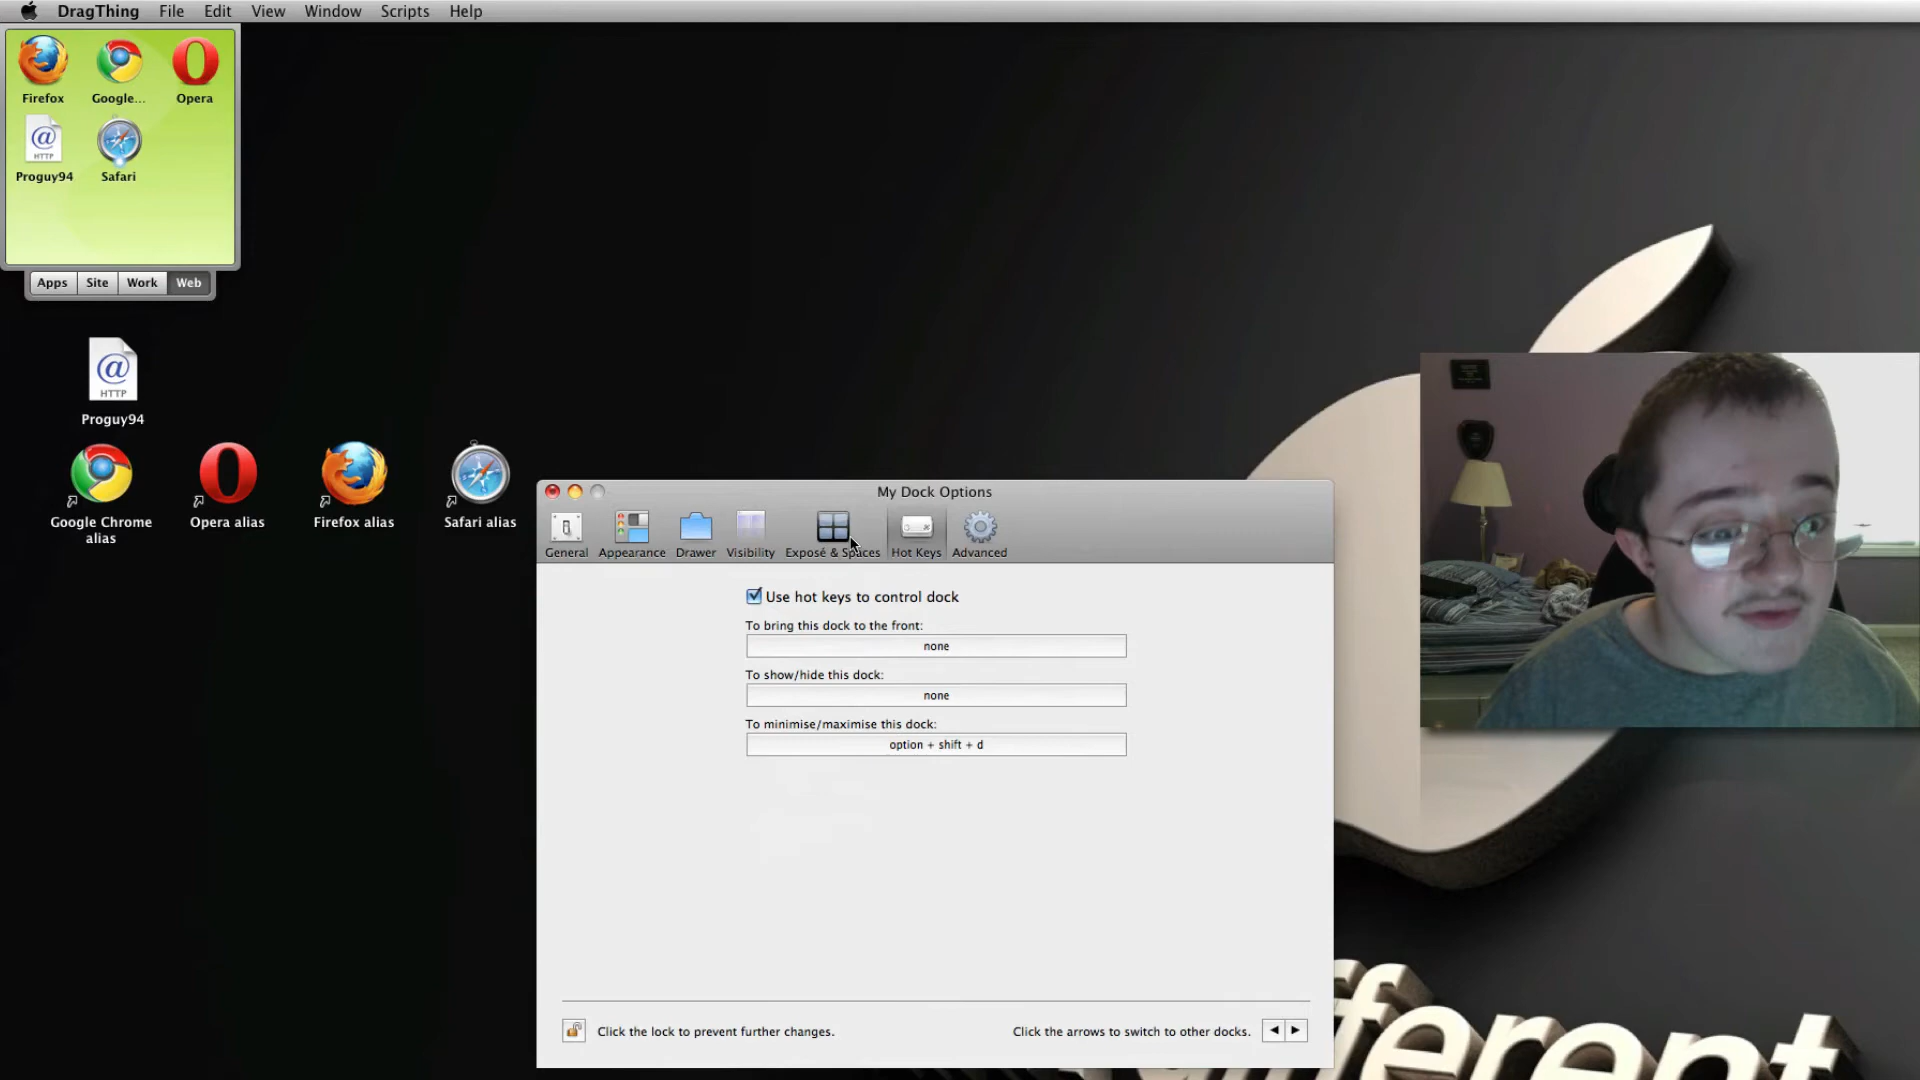 DragThing File Edit View Window Scripts Help
Firefox Google... Opera
HTTP
Proguy94 Safari
Apps Site Work Web
HTTP
Proguy94
Google Chrome alias
Opera alias
Firefox alias
Safari alias
My Dock Options
General Appearance Drawer Visibility Exposé & Spaces Hot Keys Advanced
Use hot keys to control dock
To bring this dock to the front:
none
To show/hide this dock:
none
To minimise/maximise this dock:
option + shift + d
Click the lock to prevent further changes.
Click the arrows to switch to other docks.
ifferent